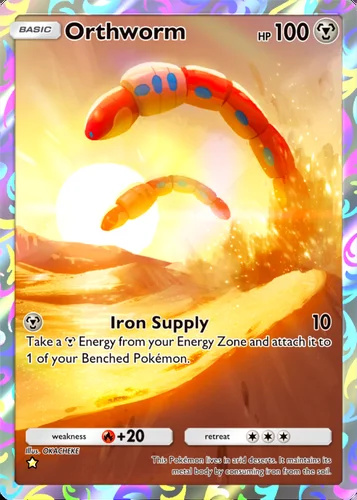 BASIC Orthworm HP 100
Iron Supply 10
Take a Energy from your Energy Zone and attach it to
1 of your Benched Pokémon.
weakness +20 retreat
Illus. OKACHEKE
This Pokémon lives in arid deserts. It maintains its
metal body by consuming iron from the soil.